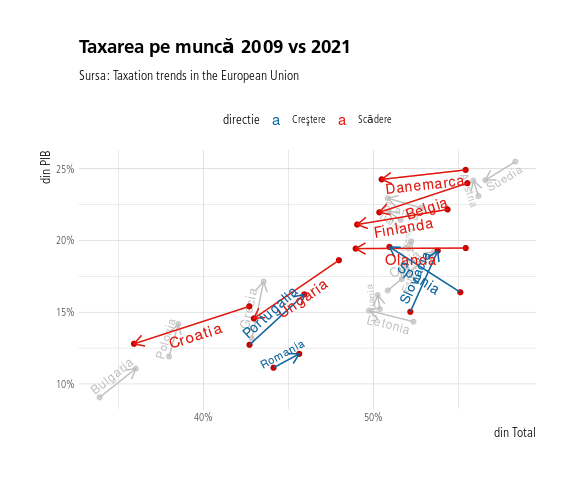 Taxarea pe muncă 2009 vs 2021
Sursa: Taxation trends in the European Union
directie a Creștere a Scădere
din PIB
25%
20%
15%
10%
Suedia
Danemarca
Belgia
Finlanda
Olanda
Slovacia
Ungaria
Grecia
Portugalia
Croatia
Polonia
Letonia
Romania
Bulgaria
40%
50%
din Total